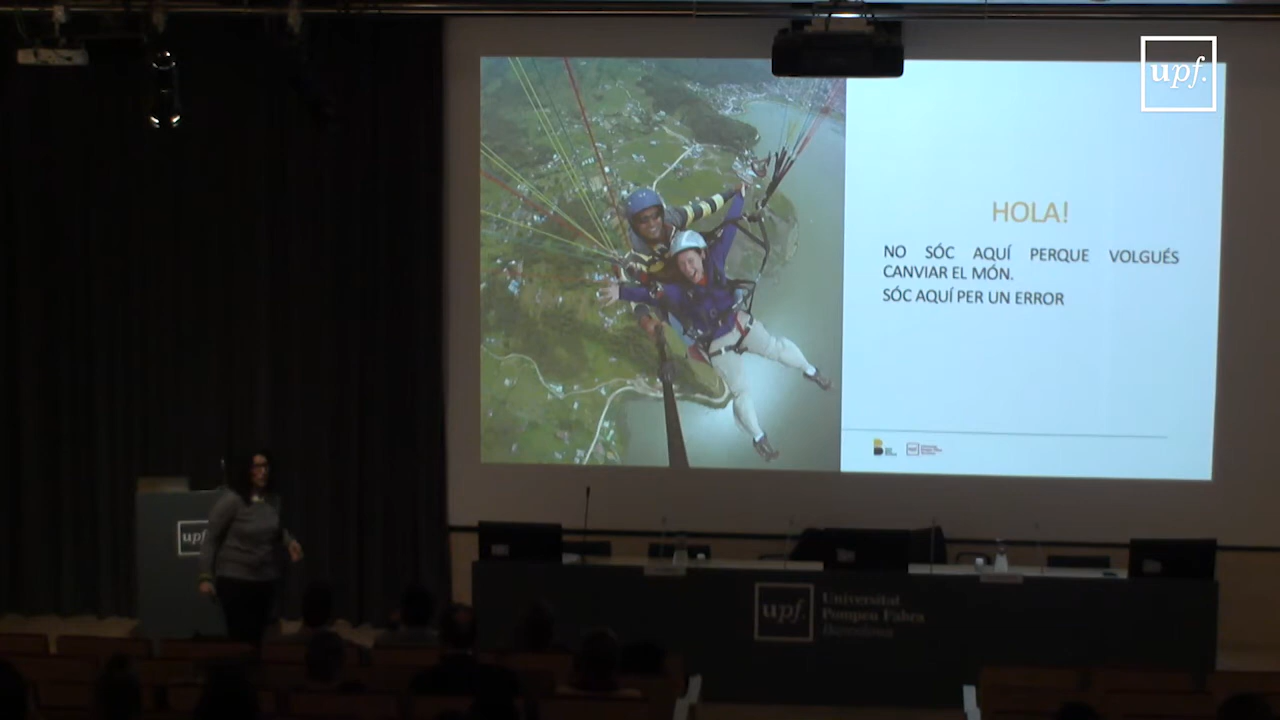 upf.
HOLA!
NO SÓC AQUÍ PERQUE VOLGUÉS
CANVIAR EL MÓN.
SÓC AQUÍ PER UN ERROR
upf.
upf.
Universitat
Pompeu Fabra
Barcelona